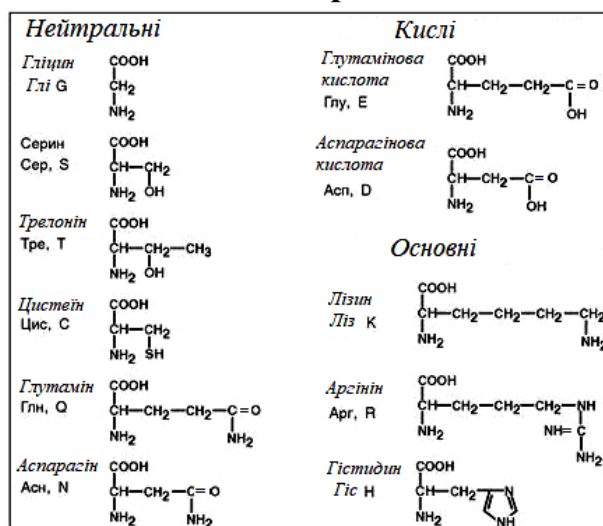 Нейтральні
Гліцин
Глі G
COOH
CH2
NH2
Серин
Сер, S
COOH
CH—CH2
NH2 OH
Трелонін
Тре, T
COOH
CH—CH—CH3
NH2 OH
Цистеїн
Цис, C
COOH
CH—CH2
NH2 SH
Глутамін
Глн, Q
COOH
CH—CH2—CH2—C=O
NH2 NH2
Аспарагін
Асн, N
COOH
CH—CH2—C=O
NH2 NH2
Кислі
Глутамінова
кислота
Глу, E
COOH
CH—CH2—CH2—C=O
NH2 OH
Аспарагінова
кислота
Асп, D
COOH
CH—CH2—C=O
NH2 OH
Основні
Лізин
Ліз K
COOH
CH—CH2—CH2—CH2—CH2
NH2 NH2
Аргінін
Арг, R
COOH
CH—CH2—CH2—CH2—NH
NH2 NH=C
NH2
Гістидин
Гіс H
COOH
CH—CH2 N
NH2 NH